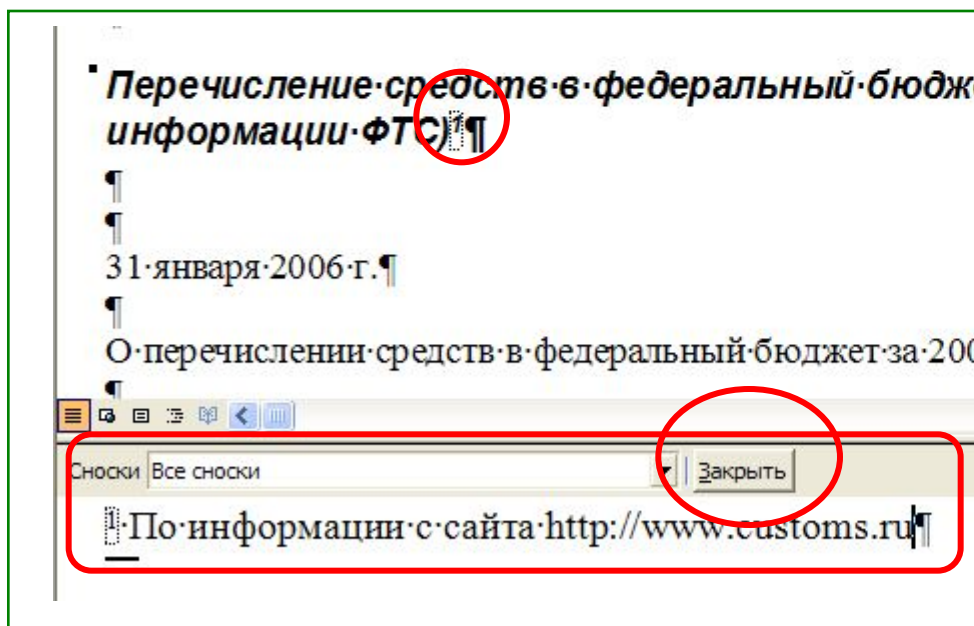 Перечисление·средств·в·федеральный·бюдже
информации·ФТС)1¶
¶
¶
31·января·2006·г.¶
¶
О·перечислении·средств·в·федеральный·бюджет·за·200
¶
Сноски Все сноски Закрыть
1·По·информации·с·сайта·http://www.customs.ru¶